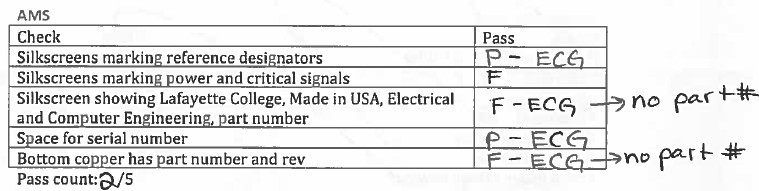 AMS
Check Pass
Silkscreens marking reference designators P - ECG
Silkscreens marking power and critical signals F
Silkscreen showing Lafayette College, Made in USA, Electrical
and Computer Engineering, part number F - ECG → no part #
Space for serial number P - ECG
Bottom copper has part number and rev F - ECG → no part #
Pass count: 2/5